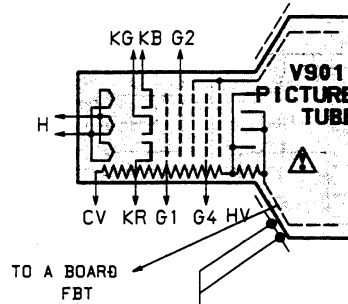 KG KB G2
V901
PICTURE
TUBE
H
CV KR G1 G4 HV
TO A BOARD
FBT